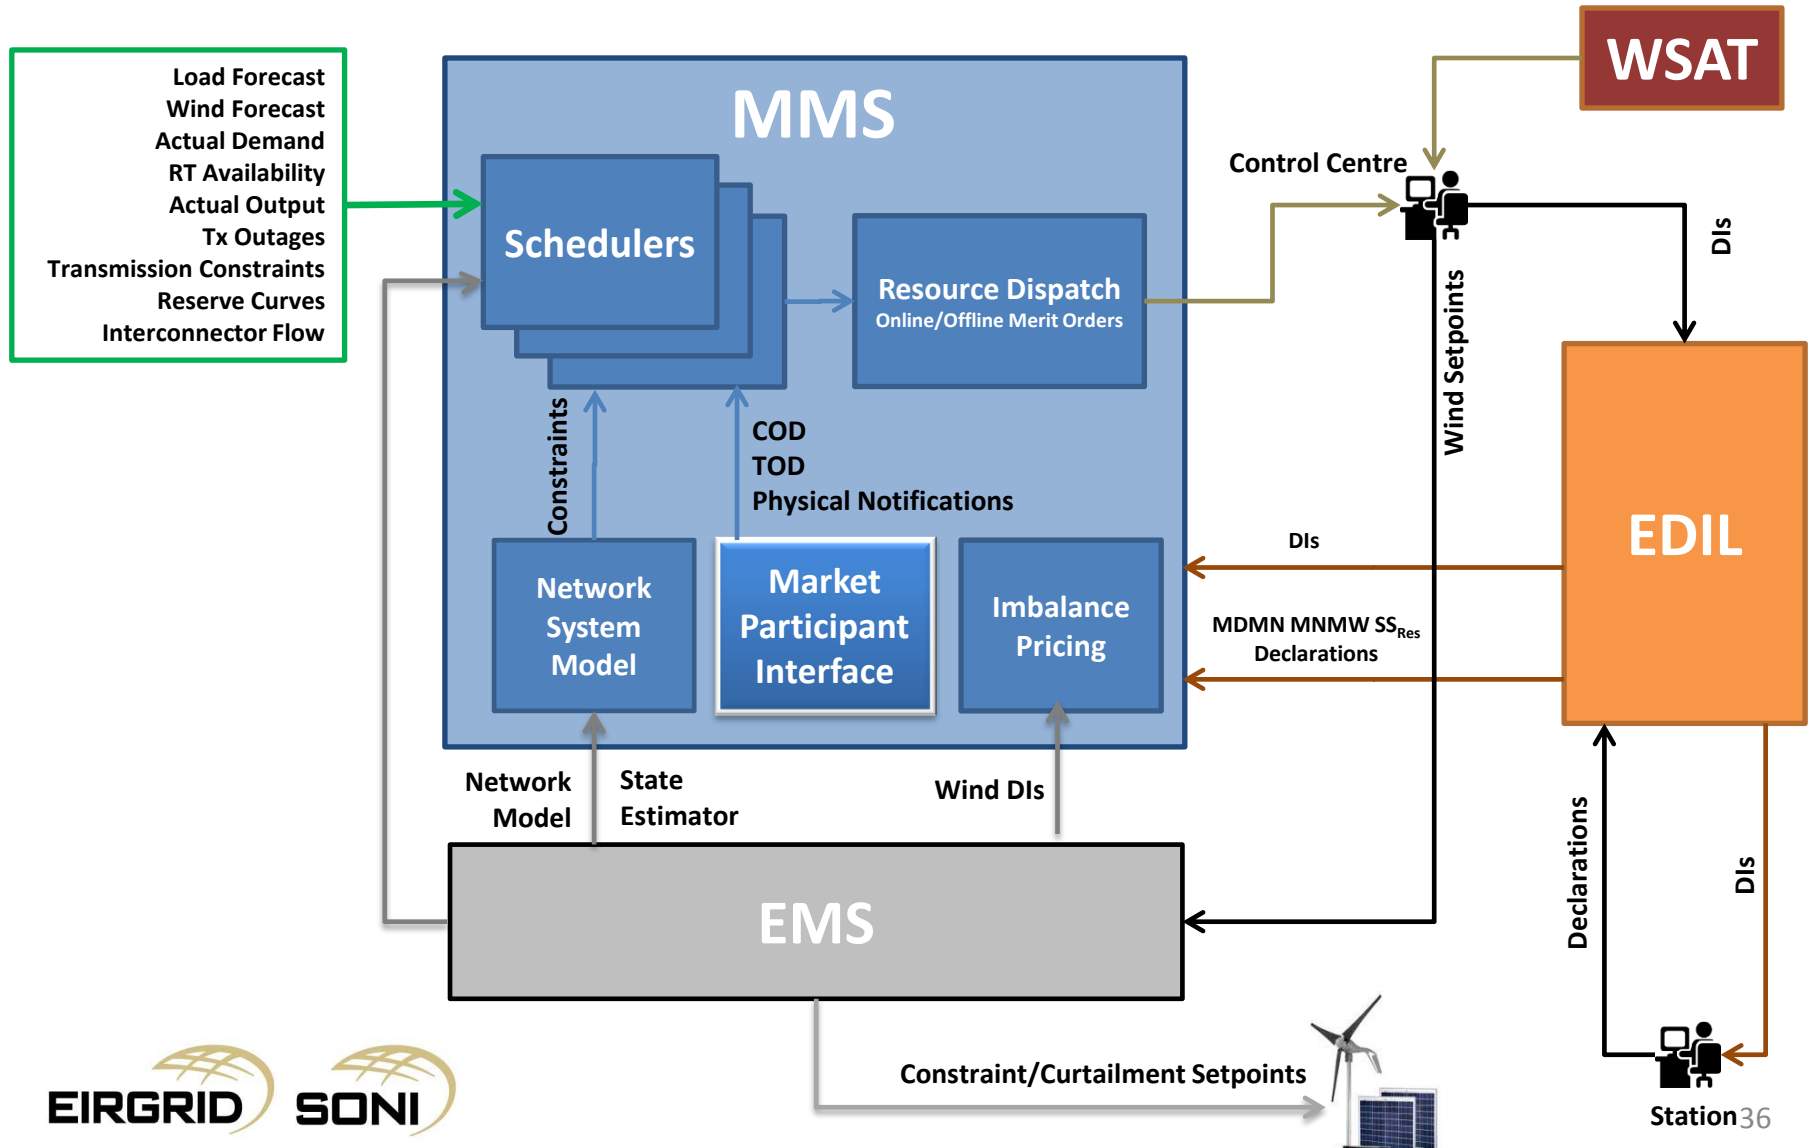 WSAT
Load Forecast
Wind Forecast
Actual Demand
RT Availability
Actual Output
Tx Outages
Transmission Constraints
Reserve Curves
Interconnector Flow
MMS
Schedulers
Resource Dispatch
Online/Offline Merit Orders
Control Centre
DIs
Wind Setpoints
Constraints
COD
TOD
Physical Notifications
Network
System
Model
Market
Participant
Interface
Imbalance
Pricing
DIs
MDMN MNMW SSRes
Declarations
EDIL
Network
Model
State
Estimator
Wind DIs
EMS
Declarations
DIs
Constraint/Curtailment Setpoints
Station
36
EIRGRID
SONI